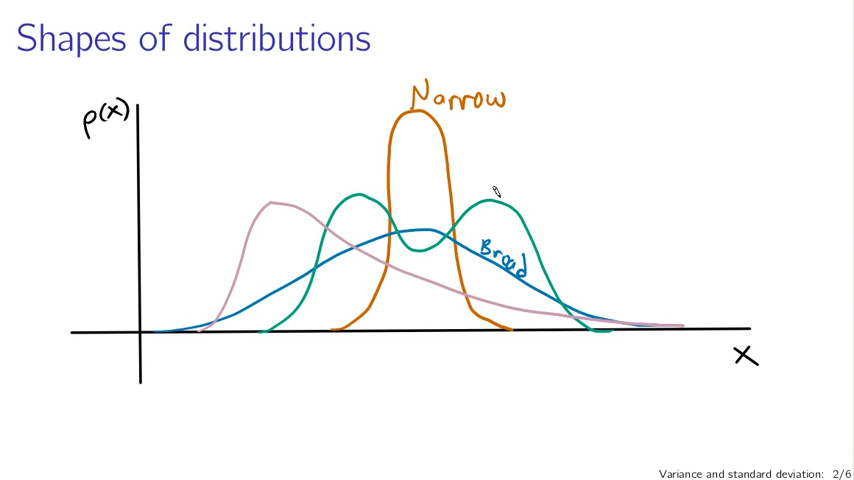 Shapes of distributions
Narrow
p(x)
Broad
x
Variance and standard deviation: 2/6